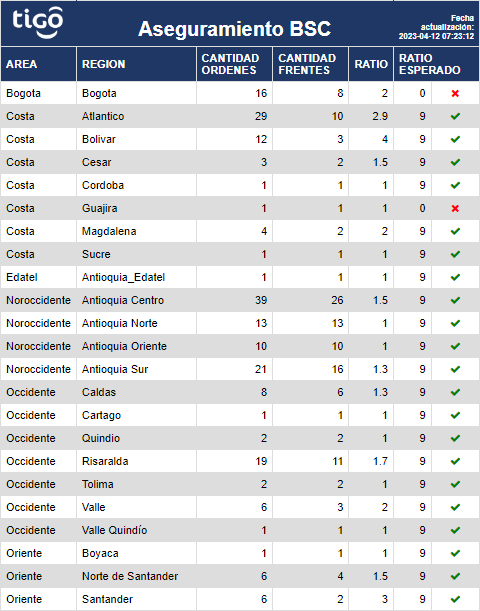 tigo
Aseguramiento BSC
Fecha
actualización:
2023-04-12 07:23:12
AREA REGION CANTIDAD ORDENES CANTIDAD FRENTES RATIO RATIO ESPERADO
Bogota Bogota 16 8 2 0 ✖
Costa Atlantico 29 10 2.9 9 ✔
Costa Bolivar 12 3 4 9 ✔
Costa Cesar 3 2 1.5 9 ✔
Costa Cordoba 1 1 1 9 ✔
Costa Guajira 1 1 1 0 ✖
Costa Magdalena 4 2 2 9 ✔
Costa Sucre 1 1 1 9 ✔
Edatel Antioquia_Edatel 1 1 1 9 ✔
Noroccidente Antioquia Centro 39 26 1.5 9 ✔
Noroccidente Antioquia Norte 13 13 1 9 ✔
Noroccidente Antioquia Oriente 10 10 1 9 ✔
Noroccidente Antioquia Sur 21 16 1.3 9 ✔
Occidente Caldas 8 6 1.3 9 ✔
Occidente Cartago 1 1 1 9 ✔
Occidente Quindio 2 2 1 9 ✔
Occidente Risaralda 19 11 1.7 9 ✔
Occidente Tolima 2 2 1 9 ✔
Occidente Valle 6 3 2 9 ✔
Occidente Valle Quindío 1 1 1 9 ✔
Oriente Boyaca 1 1 1 9 ✔
Oriente Norte de Santander 6 4 1.5 9 ✔
Oriente Santander 6 2 3 9 ✔